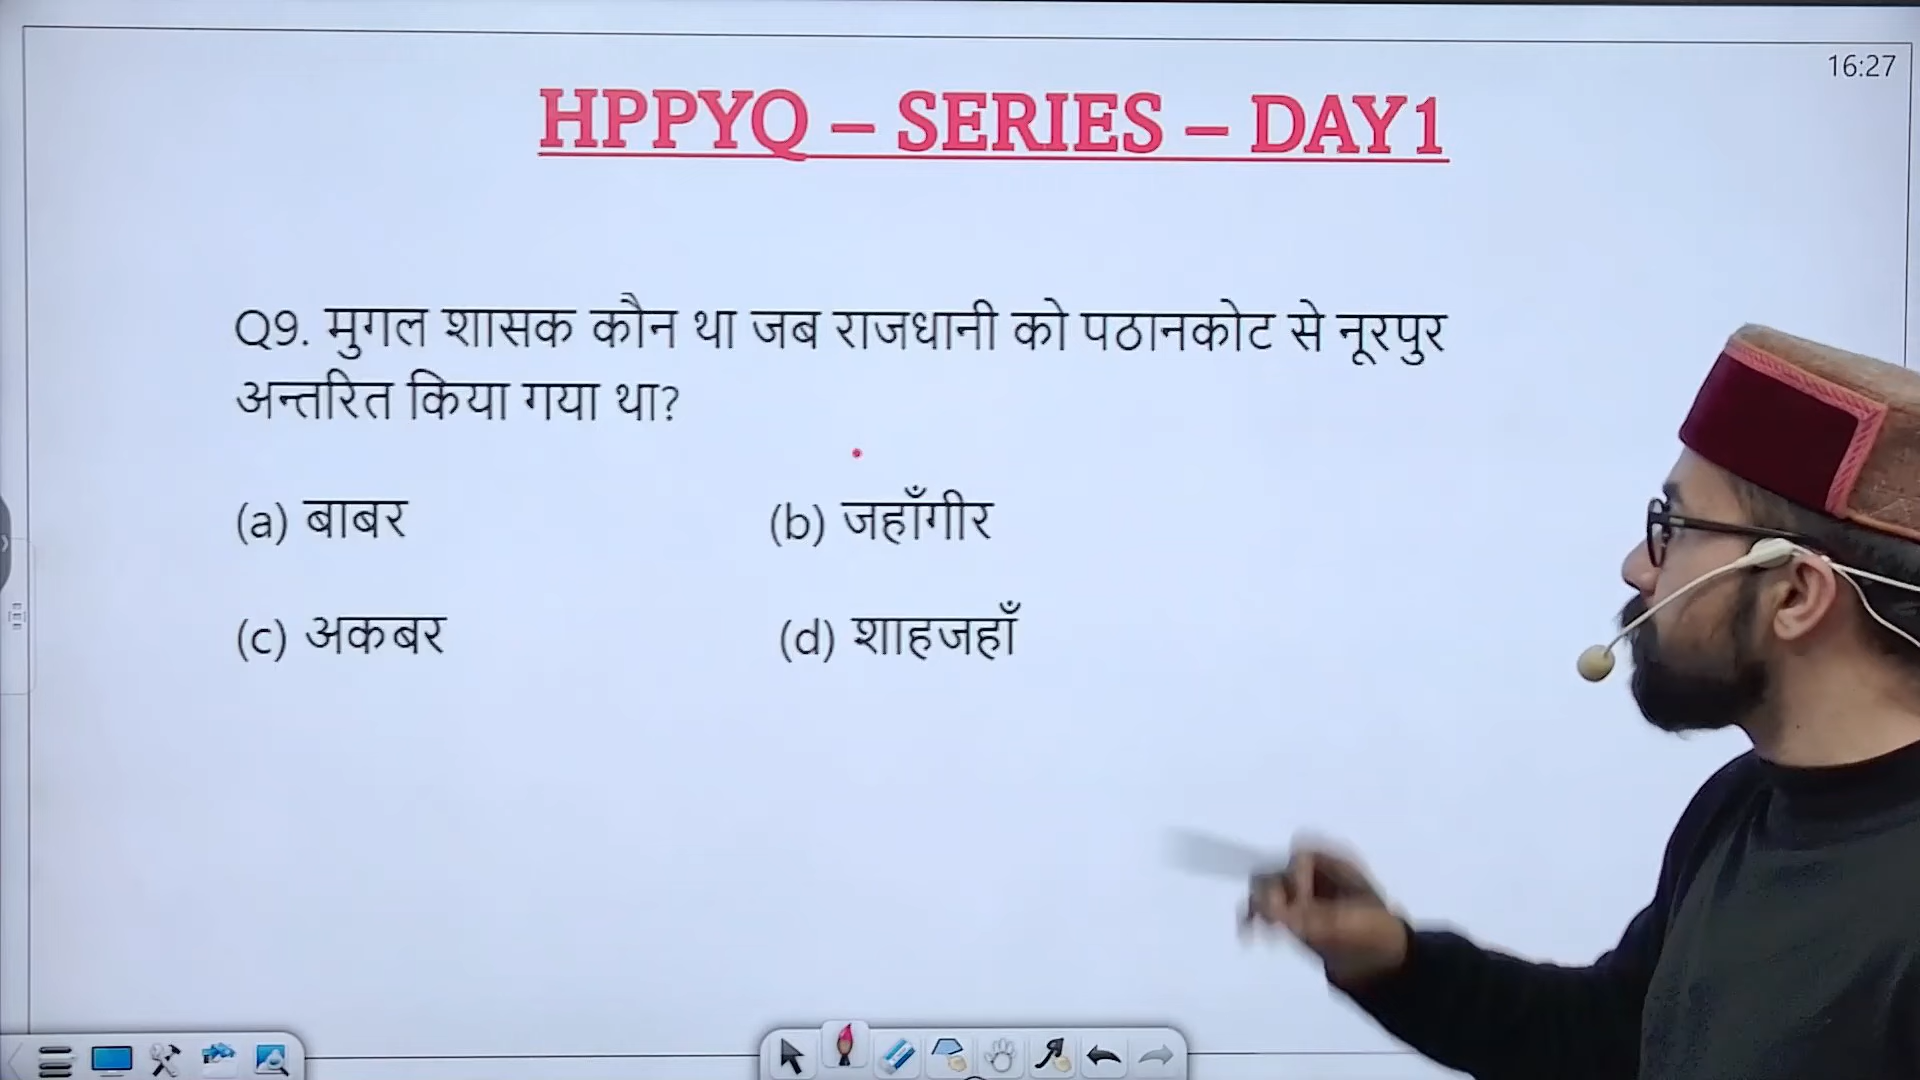 16:27
HPPYQ – SERIES – DAY1
Q9. मुगल शासक कौन था जब राजधानी को पठानकोट से नूरपुर
अन्तरित किया गया था?
(a) बाबर (b) जहाँगीर
(c) अकबर (d) शाहजहाँ